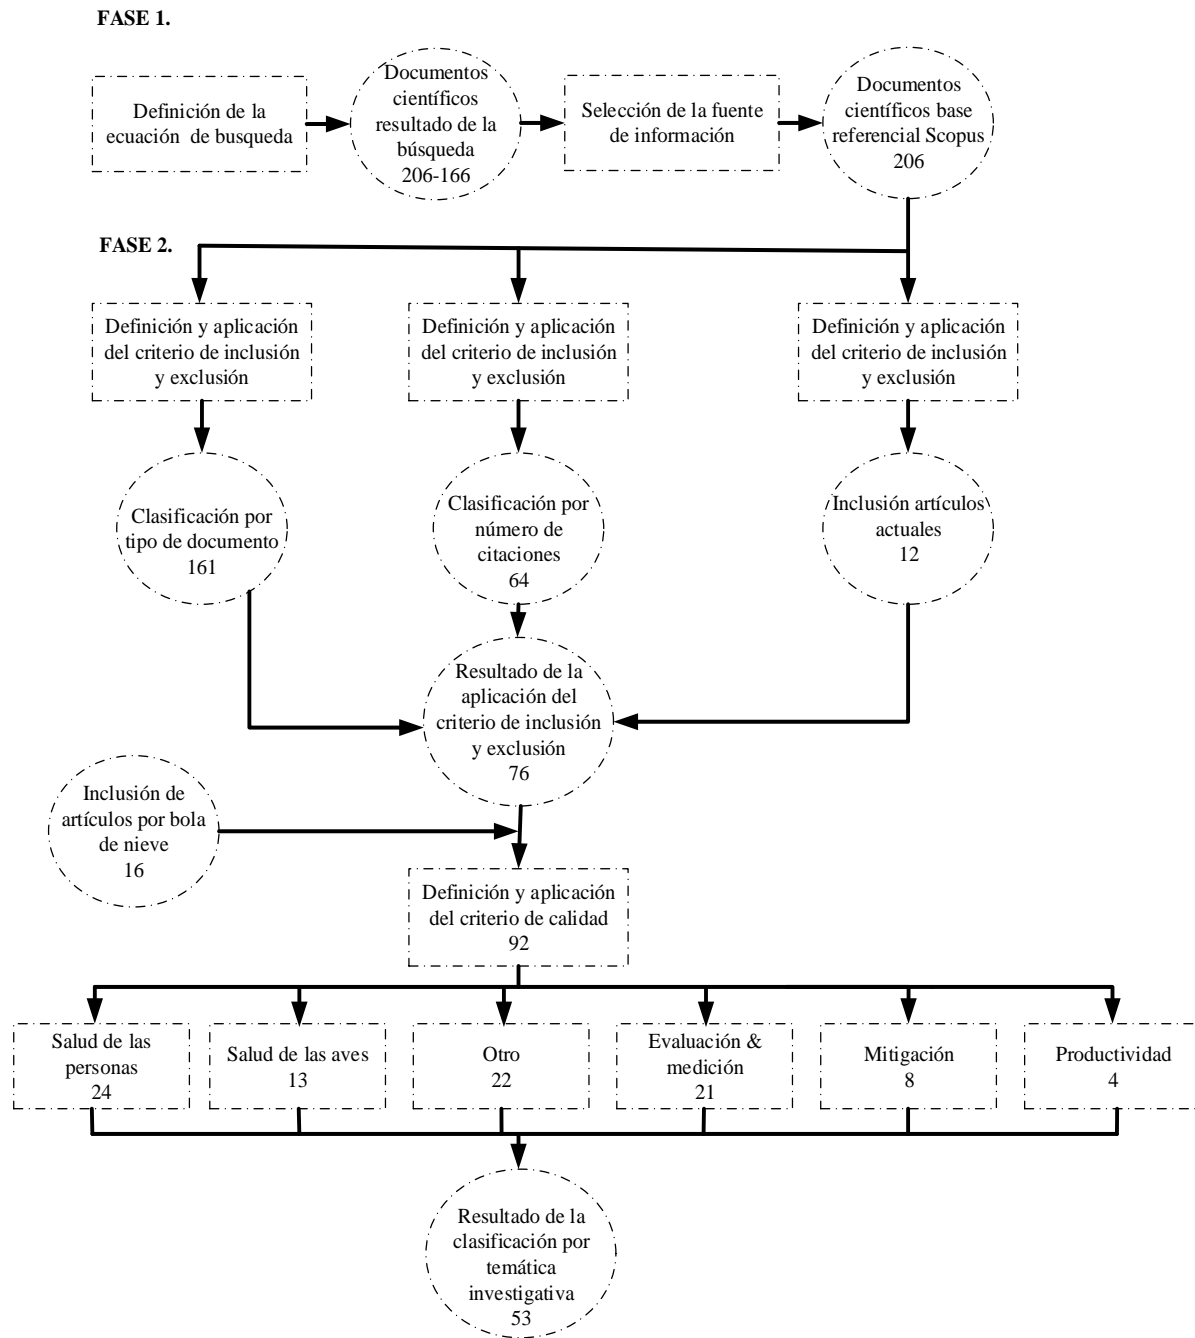 FASE 1.
Definición de la
ecuación de busqueda
Documentos
científicos
resultado de la
búsqueda
206-166
Selección de la fuente
de información
Documentos
científicos base
referencial Scopus
206
FASE 2.
Definición y aplicación
del criterio de inclusión
y exclusión
Definición y aplicación
del criterio de inclusión
y exclusión
Definición y aplicación
del criterio de inclusión
y exclusión
Clasificación por
tipo de documento
161
Clasificación por
número de
citaciones
64
Inclusión artículos
actuales
12
Resultado de la
aplicación del
criterio de inclusión
y exclusión
76
Inclusión de
artículos por bola
de nieve
16
Definición y aplicación
del criterio de calidad
92
Salud de las
personas
24
Salud de las aves
13
Otro
22
Evaluación &
medición
21
Mitigación
8
Productividad
4
Resultado de la
clasificación por
temática
investigativa
53